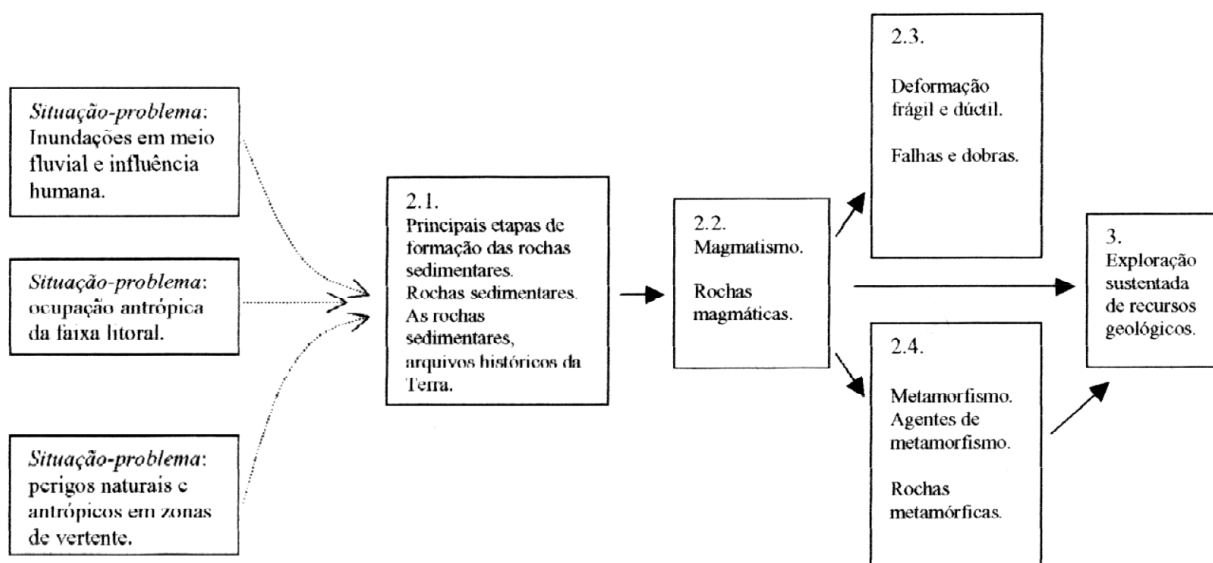 Situação-problema:
Inundações em meio
fluvial e influência
humana.
Situação-problema:
ocupação antrópica
da faixa litoral.
Situação-problema:
perigos naturais e
antrópicos em zonas
de vertente.
2.1.
Principais etapas de
formação das rochas
sedimentares.
Rochas sedimentares.
As rochas
sedimentares,
arquivos históricos da
Terra.
2.2.
Magmatismo.
Rochas
magmáticas.
2.3.
Deformação
frágil e dúctil.
Falhas e dobras.
2.4.
Metamorfismo.
Agentes de
metamorfismo.
Rochas
metamórficas.
3.
Exploração
sustentada
de recursos
geológicos.